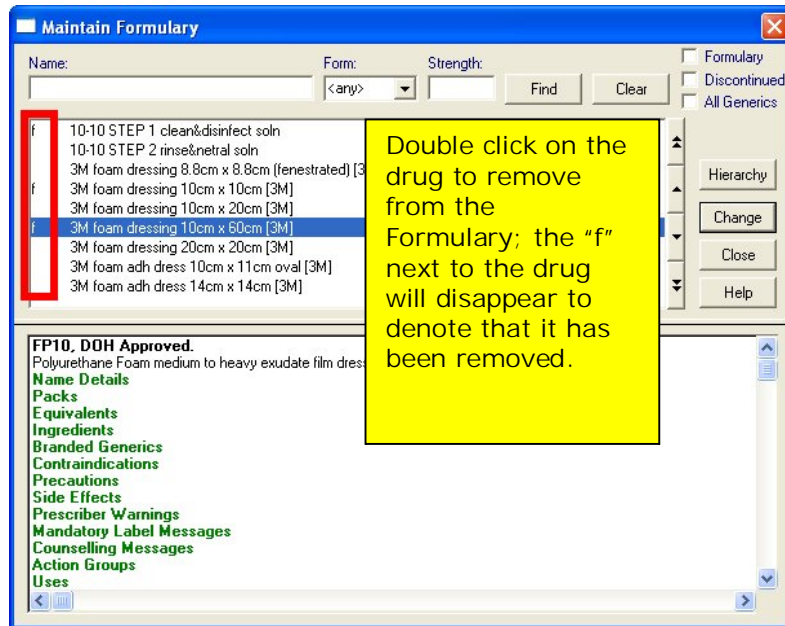 Maintain Formulary
Name: Form: Strength:
<any> Find Clear
Formulary
Discontinued
All Generics
f 10-10 STEP 1 clean&disinfect soln
10-10 STEP 2 rinse&netral soln
3M foam dressing 8.8cm x 8.8cm (fenestrated) [3
f 3M foam dressing 10cm x 10cm [3M]
3M foam dressing 10cm x 20cm [3M]
f 3M foam dressing 10cm x 60cm [3M]
3M foam dressing 20cm x 20cm [3M]
3M foam adh dress 10cm x 11cm oval [3M]
3M foam adh dress 14cm x 14cm [3M]
Double click on the
drug to remove
from the
Formulary; the “f”
next to the drug
will disappear to
denote that it has
been removed.
Hierarchy
Change
Close
Help
FP10, DOH Approved.
Polyurethane Foam medium to heavy exudate film dres
Name Details
Packs
Equivalents
Ingredients
Branded Generics
Contraindications
Precautions
Side Effects
Prescriber Warnings
Mandatory Label Messages
Counselling Messages
Action Groups
Uses